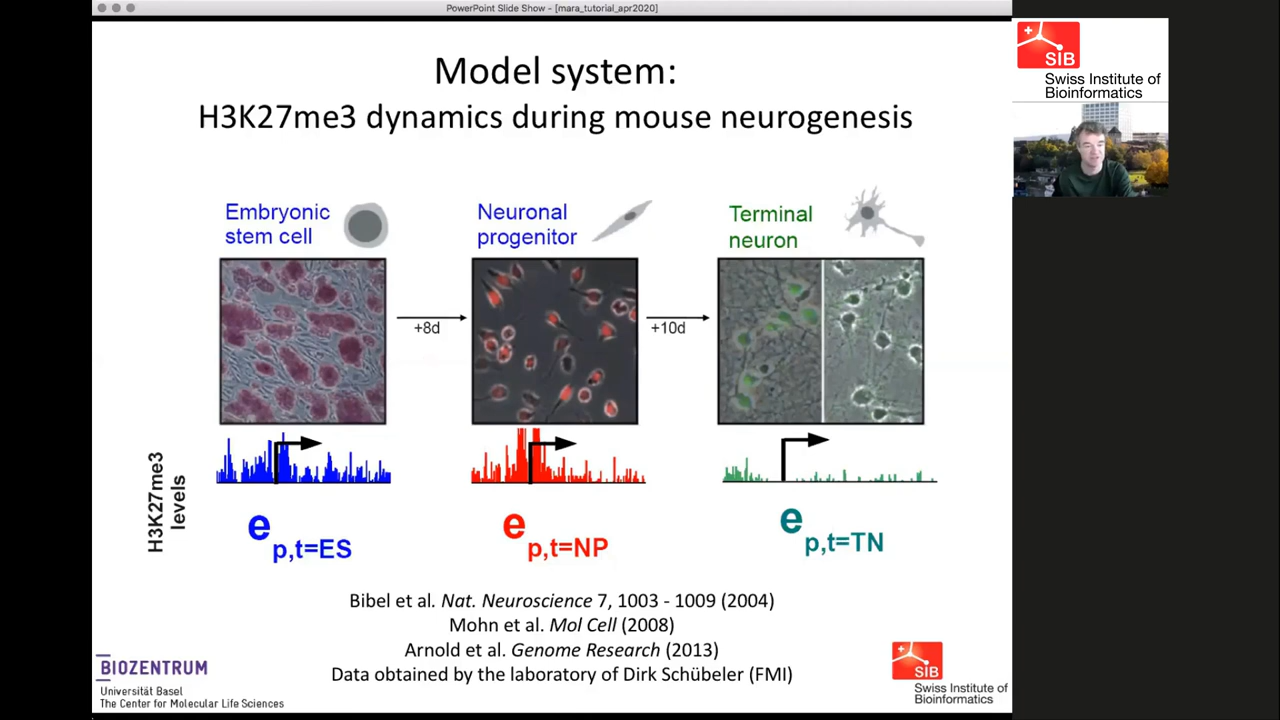 PowerPoint Slide Show - [mara_tutorial_apr2020]
SIB
Swiss Institute of
Bioinformatics
Model system:
H3K27me3 dynamics during mouse neurogenesis
Embryonic
stem cell
Neuronal
progenitor
Terminal
neuron
+8d
+10d
H3K27me3
levels
e p,t=ES
e p,t=NP
e p,t=TN
Bibel et al. Nat. Neuroscience 7, 1003 - 1009 (2004)
Mohn et al. Mol Cell (2008)
Arnold et al. Genome Research (2013)
Data obtained by the laboratory of Dirk Schübeler (FMI)
BIOZENTRUM
Universität Basel
The Center for Molecular Life Sciences
SIB
Swiss Institute of
Bioinformatics